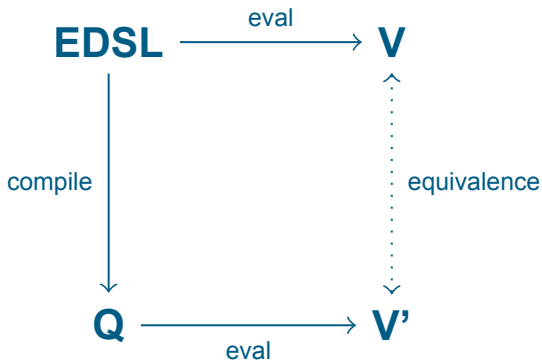 eval
EDSL
V
compile
equivalence
Q
V’
eval